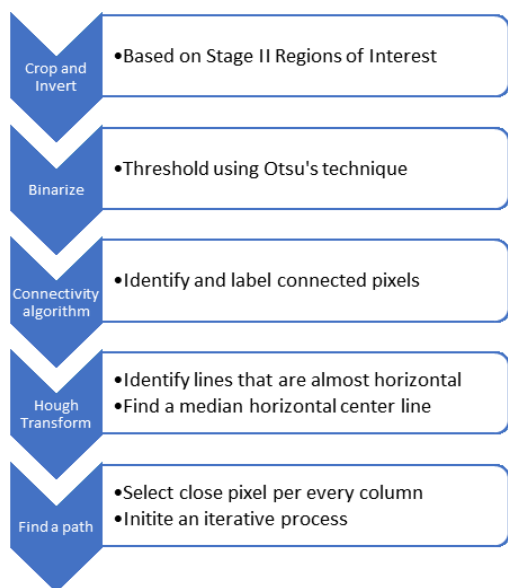 Crop and
Invert
•Based on Stage II Regions of Interest
Binarize
•Threshold using Otsu's technique
Connectivity
algorithm
•Identify and label connected pixels
Hough
Transform
•Identify lines that are almost horizontal
•Find a median horizontal center line
Find a path
•Select close pixel per every column
•Initite an iterative process